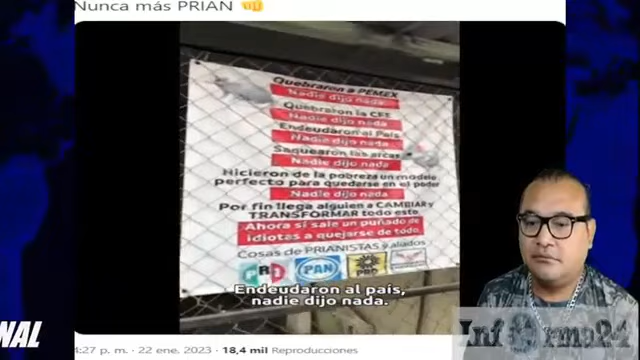 Nunca más PRIAN 👊
Quebraron a PEMEX
Nadie dijo nada
Quebraron la CFE
Nadie dijo nada
Endeudaron al País
Nadie dijo nada
Saquearon las arcas
Nadie dijo nada
Hicieron de la pobreza un modelo
perfecto para quedarse en el poder
Nadie dijo nada
Por fin llega alguien a CAMBIAR y
TRANSFORMAR todo esto
Ahora si sale un puñado de
idiotas a quejarse de todo
Cosas de PRIANISTAS y aliados
PAN
PRD
Endeudaron al país,
nadie dijo nada.
NAL
Informa24
4:27 p. m. · 22 ene. 2023 · 18,4 mil Reproducciones